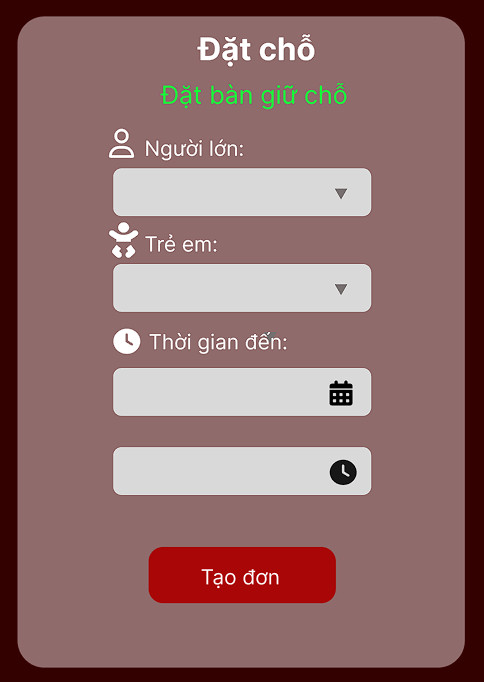 Đặt chỗ
Đặt bàn giữ chỗ
Người lớn:
Trẻ em:
Thời gian đến:
Tạo đơn